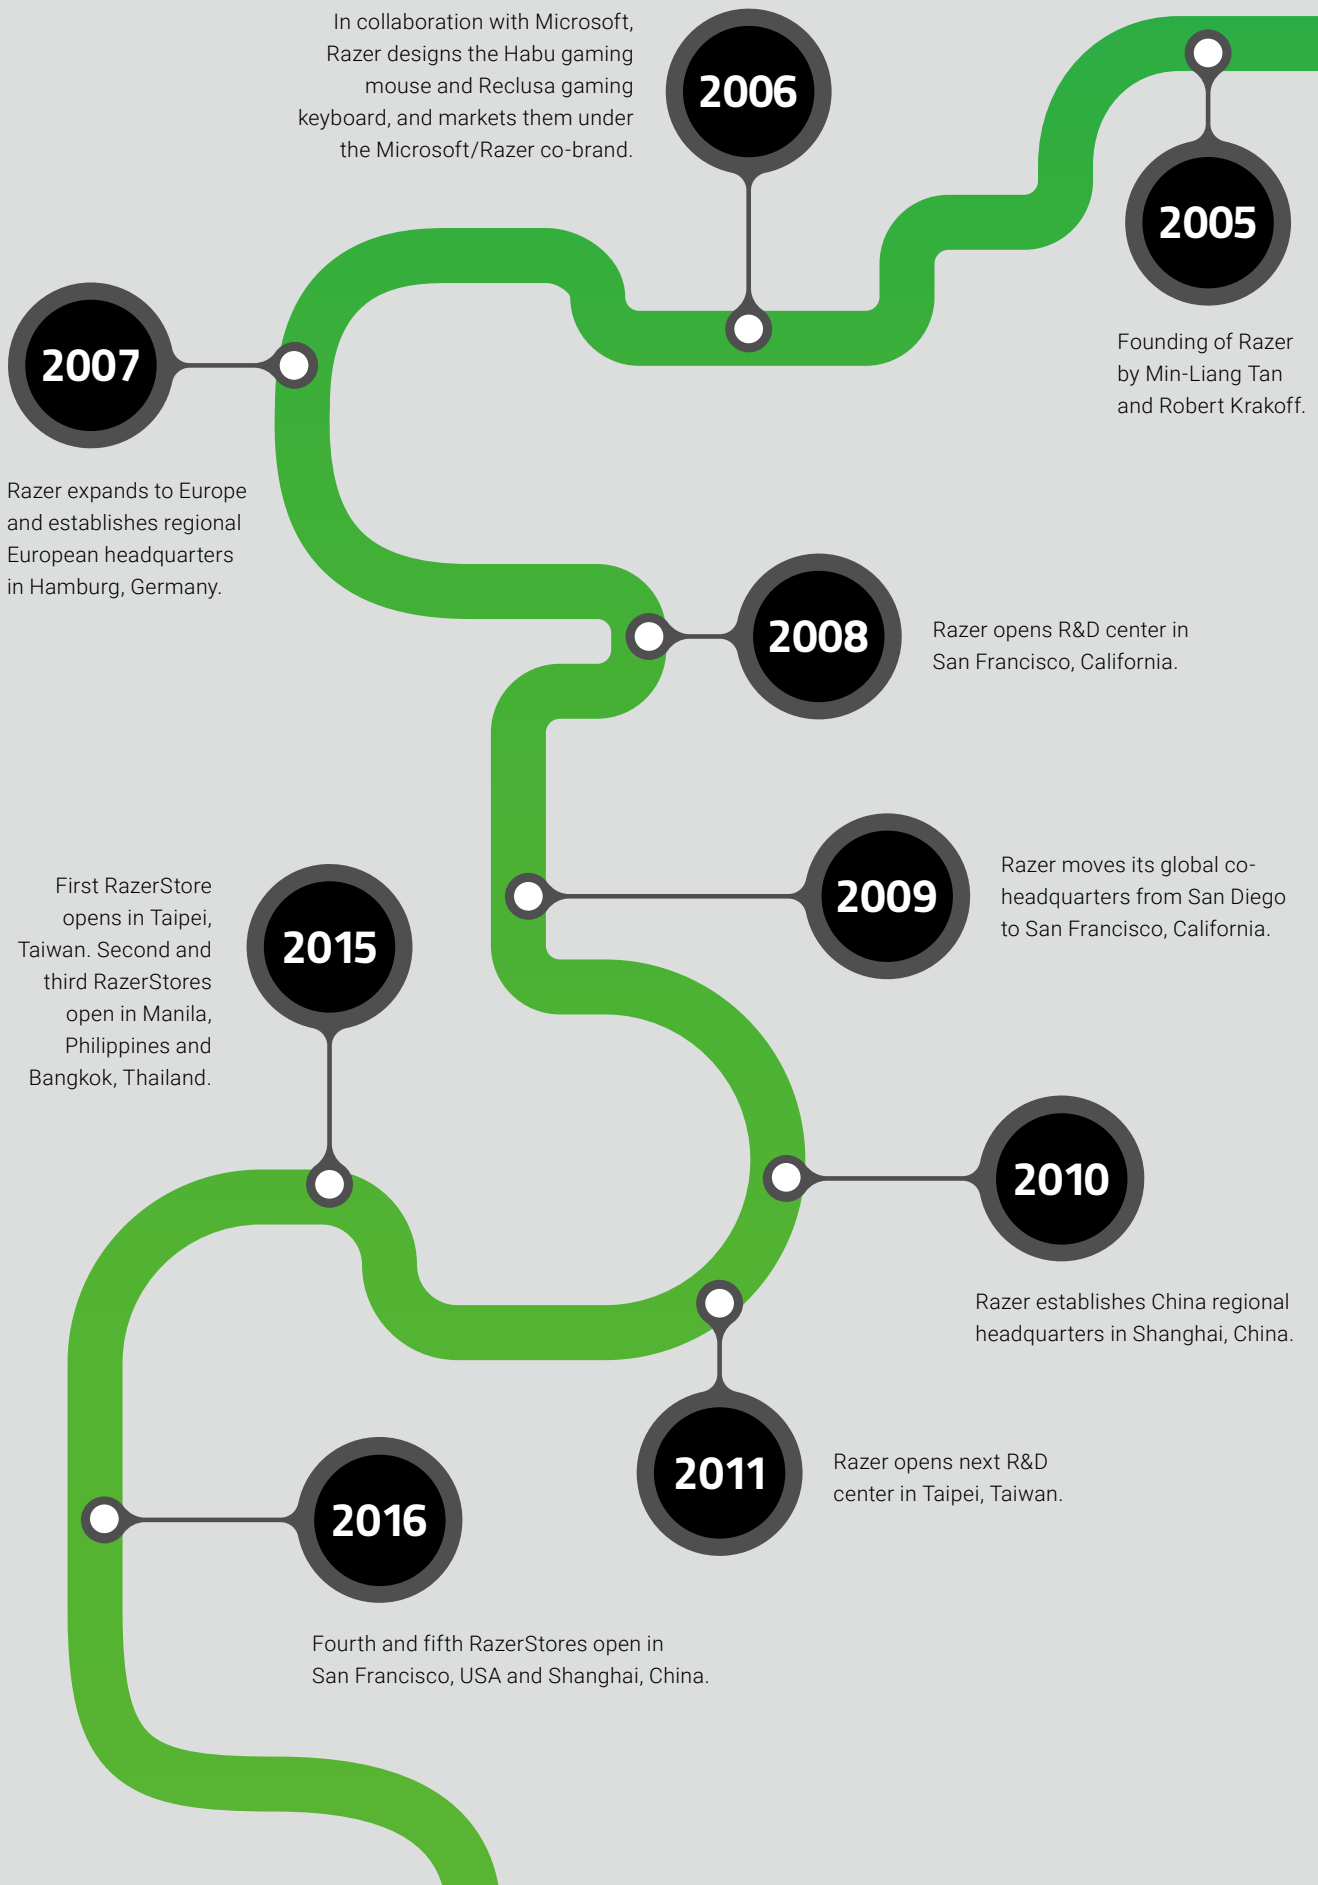 2005
Founding of Razer
by Min-Liang Tan
and Robert Krakoff.
In collaboration with Microsoft,
Razer designs the Habu gaming
mouse and Reclusa gaming
keyboard, and markets them under
the Microsoft/Razer co-brand.
2006
2007
Razer expands to Europe
and establishes regional
European headquarters
in Hamburg, Germany.
2008
Razer opens R&D center in
San Francisco, California.
2009
Razer moves its global co-
headquarters from San Diego
to San Francisco, California.
2010
Razer establishes China regional
headquarters in Shanghai, China.
2011
Razer opens next R&D
center in Taipei, Taiwan.
First RazerStore
opens in Taipei,
Taiwan. Second and
third RazerStores
open in Manila,
Philippines and
Bangkok, Thailand.
2015
2016
Fourth and fifth RazerStores open in
San Francisco, USA and Shanghai, China.